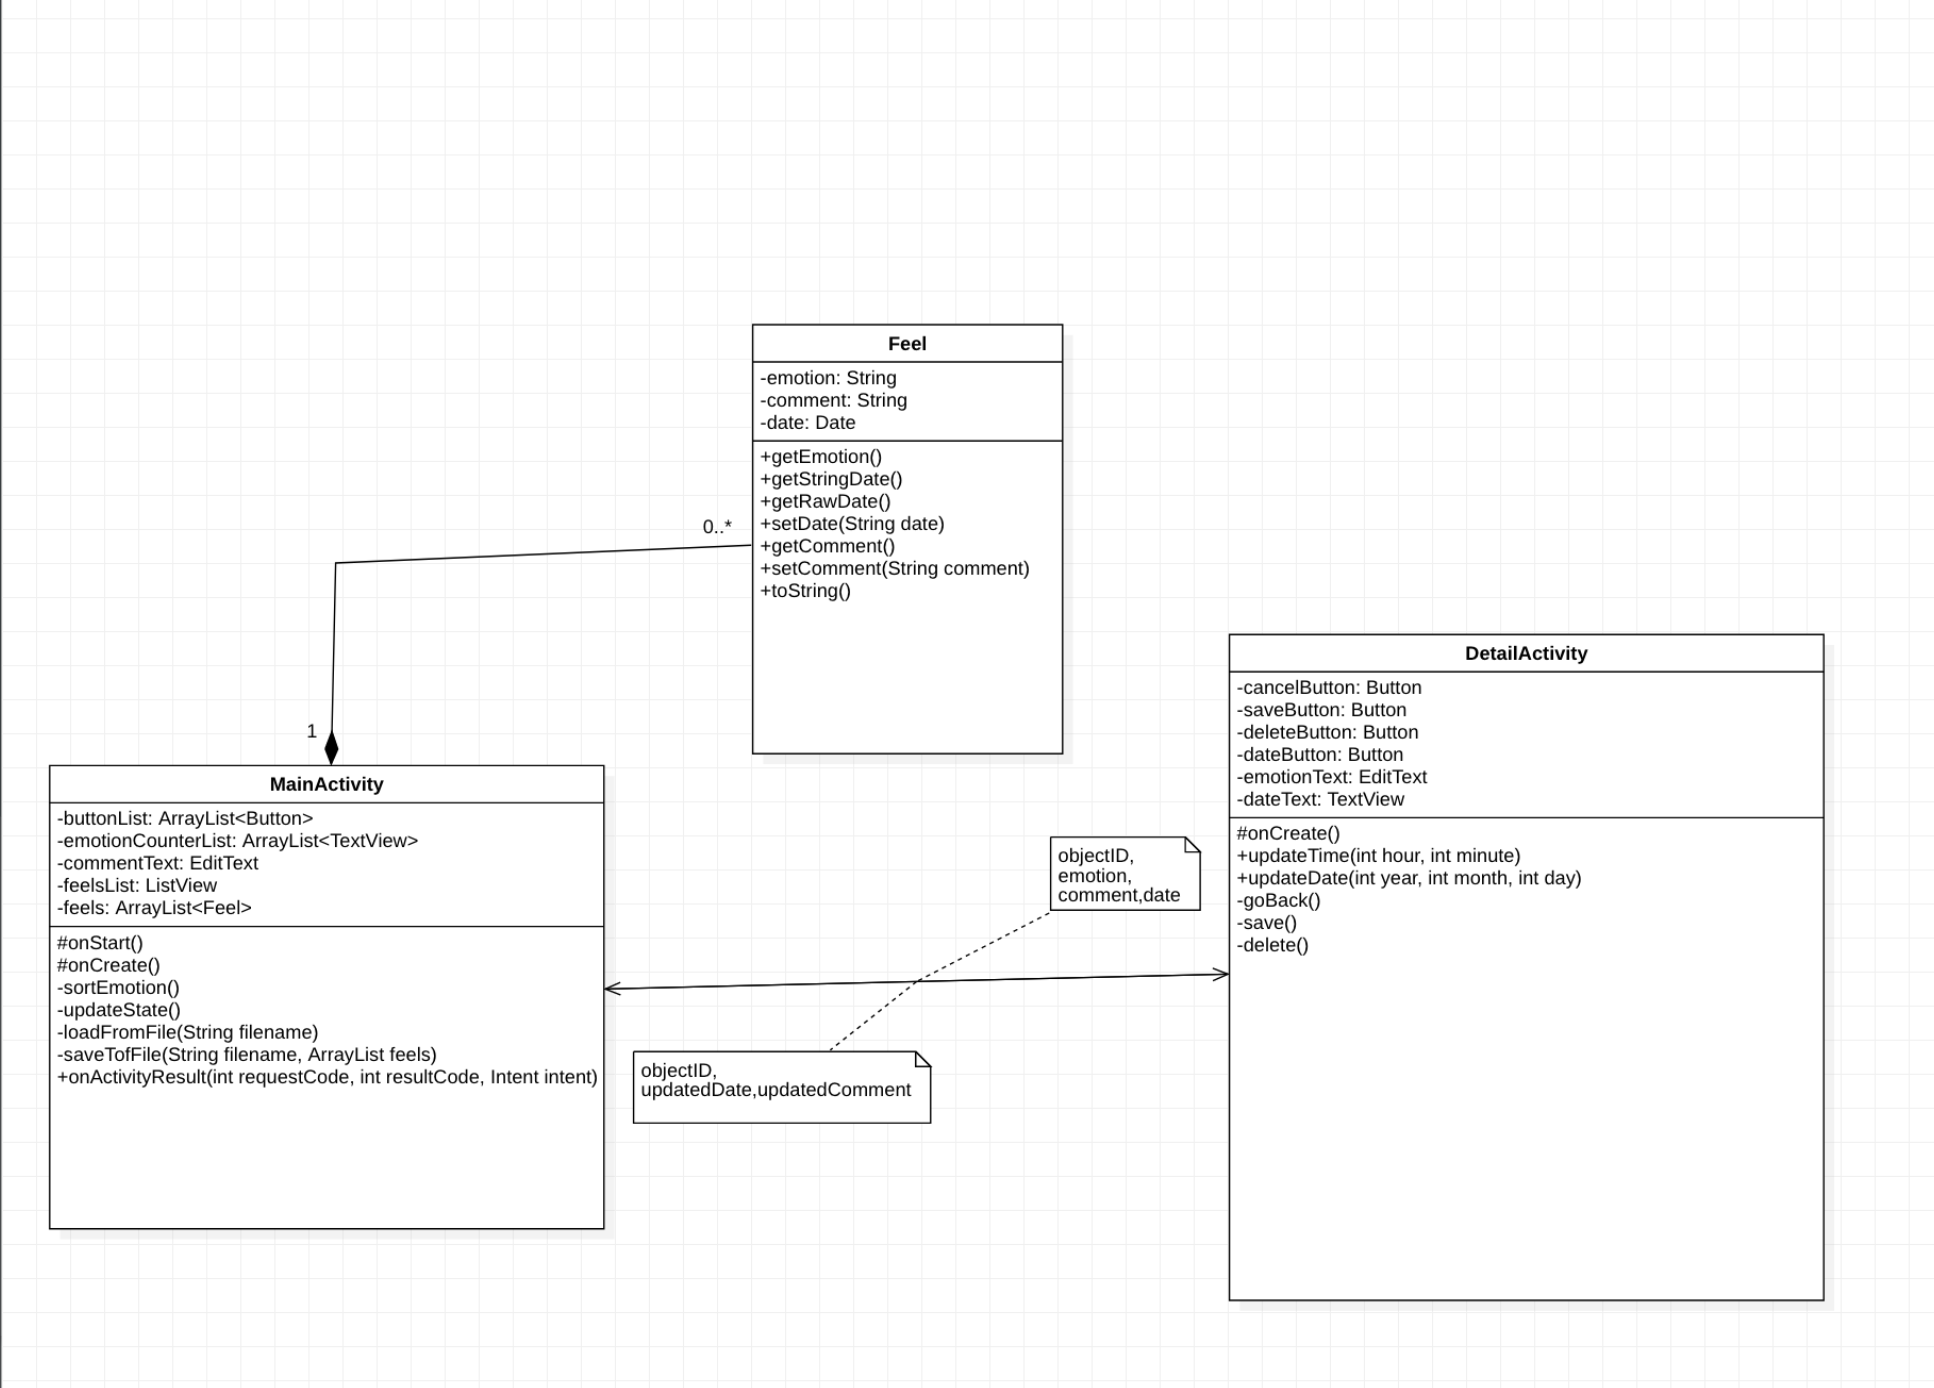 Feel
-emotion: String
-comment: String
-date: Date
+getEmotion()
+getStringDate()
+getRawDate()
+setDate(String date)
+getComment()
+setComment(String comment)
+toString()
0..*
1
MainActivity
-buttonList: ArrayList<Button>
-emotionCounterList: ArrayList<TextView>
-commentText: EditText
-feelsList: ListView
-feels: ArrayList<Feel>
#onStart()
#onCreate()
-sortEmotion()
-updateState()
-loadFromFile(String filename)
-saveTofFile(String filename, ArrayList feels)
+onActivityResult(int requestCode, int resultCode, Intent intent)
objectID,
emotion,
comment,date
objectID,
updatedDate,updatedComment
DetailActivity
-cancelButton: Button
-saveButton: Button
-deleteButton: Button
-dateButton: Button
-emotionText: EditText
-dateText: TextView
#onCreate()
+updateTime(int hour, int minute)
+updateDate(int year, int month, int day)
-goBack()
-save()
-delete()